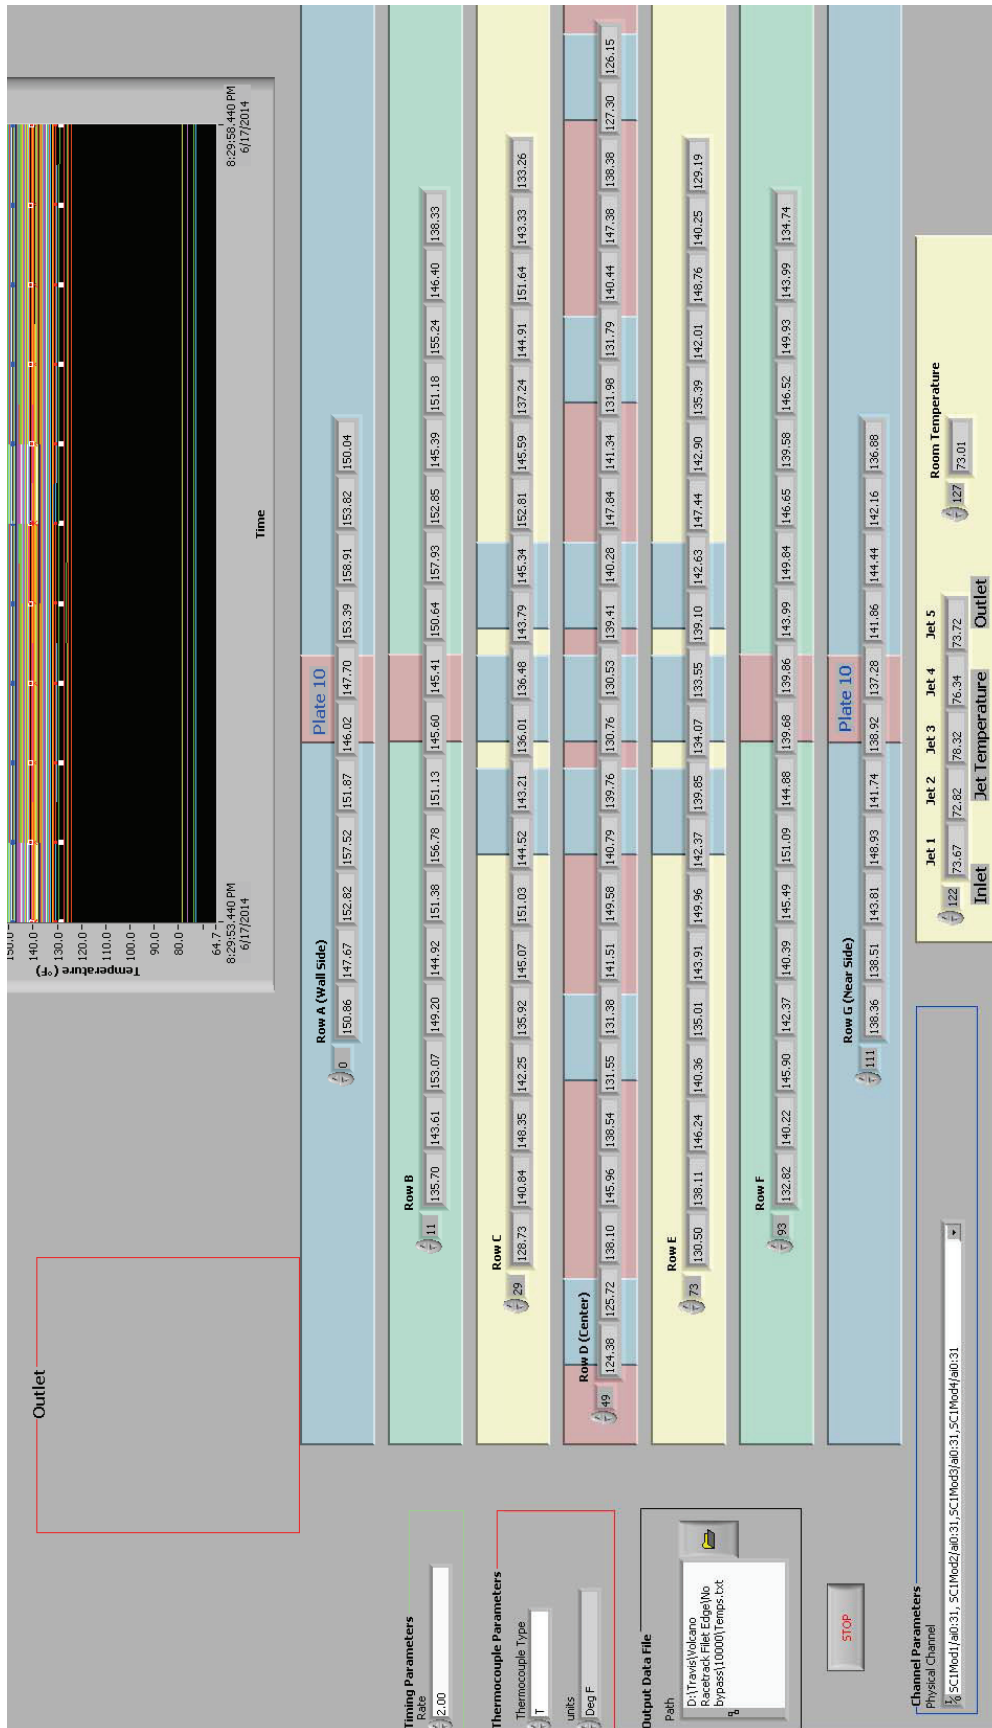 Outlet
150.0
140.0
130.0
120.0
110.0
100.0
90.0
80.0
64.7
Temperature (°F)
8:29:53.440 PM
6/17/2014
8:29:58.440 PM
6/17/2014
Time
Timing Parameters
Rate
2.00
Thermocouple Parameters
Thermocouple Type
T
units
Deg F
Output Data File
Path
D:\Travis\Volcano
Racetrack Filet Edge\No
bypass\10000\Temps.txt
STOP
Plate 10
Row A (Wall Side)
0 150.86 147.67 152.82 157.52 151.87 146.02 147.70 153.39 158.91 153.82 150.04
Row B
11 135.70 143.61 153.07 149.20 144.92 151.38 156.78 151.13 145.60 145.41 150.64 157.93 152.85 145.39 151.18 155.24 146.40 138.33
Row C
29 128.73 140.84 148.35 142.25 135.92 145.07 151.03 144.52 143.21 136.01 136.48 143.79 145.34 152.81 145.59 137.24 144.91 151.64 143.33 133.26
Row D (Center)
49 124.38 125.72 138.10 145.96 138.54 131.55 131.38 141.51 149.58 140.79 139.76 130.76 130.53 139.41 140.28 147.84 141.34 131.98 131.79 140.44 147.38 138.38 127.30 126.15
Row E
73 130.50 138.11 146.24 140.36 135.01 143.91 149.96 142.37 139.85 134.07 133.55 139.10 142.63 147.44 142.90 135.39 142.01 148.76 140.25 129.19
Row F
93 132.82 140.22 145.90 142.37 140.39 145.49 151.09 144.88 139.68 139.86 143.99 149.84 146.65 139.58 146.52 149.93 143.99 134.74
Row G (Near Side)
Plate 10
111 138.36 138.51 143.81 148.93 141.74 138.92 137.28 141.86 144.44 142.16 136.88
Channel Parameters
Physical Channel
SC1Mod1/ai0:31, SC1Mod2/ai0:31,SC1Mod3/ai0:31,SC1Mod4/ai0:31
Jet 1 Jet 2 Jet 3 Jet 4 Jet 5
122 73.67 72.82 78.32 76.34 73.72
Inlet Jet Temperature Outlet
Room Temperature
127 73.01